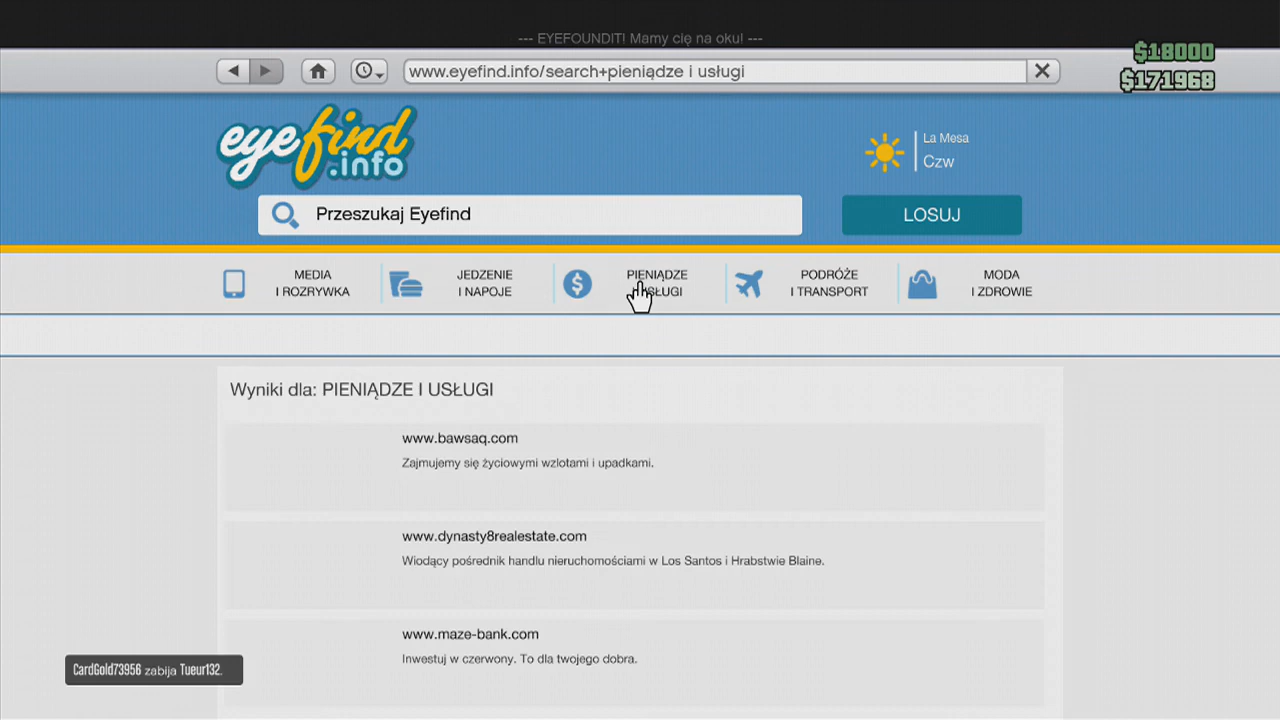 --- EYEFOUNDIT! Mamy cię na oku! ---
$18000
www.eyefind.info/search+pieniądze i usługi
$171968
eyefind
.info
La Mesa
Czw
Przeszukaj Eyefind
LOSUJ
MEDIA
I ROZRYWKA
JEDZENIE
I NAPOJE
PIENIĄDZE
I USŁUGI
PODRÓŻE
I TRANSPORT
MODA
I ZDROWIE
Wyniki dla: PIENIĄDZE I USŁUGI
www.bawsaq.com
Zajmujemy się życiowymi wzlotami i upadkami.
www.dynasty8realestate.com
Wiodący pośrednik handlu nieruchomościami w Los Santos i Hrabstwie Blaine.
www.maze-bank.com
Inwestuj w czerwony. To dla twojego dobra.
CardGold73956 zabija Tueur132.